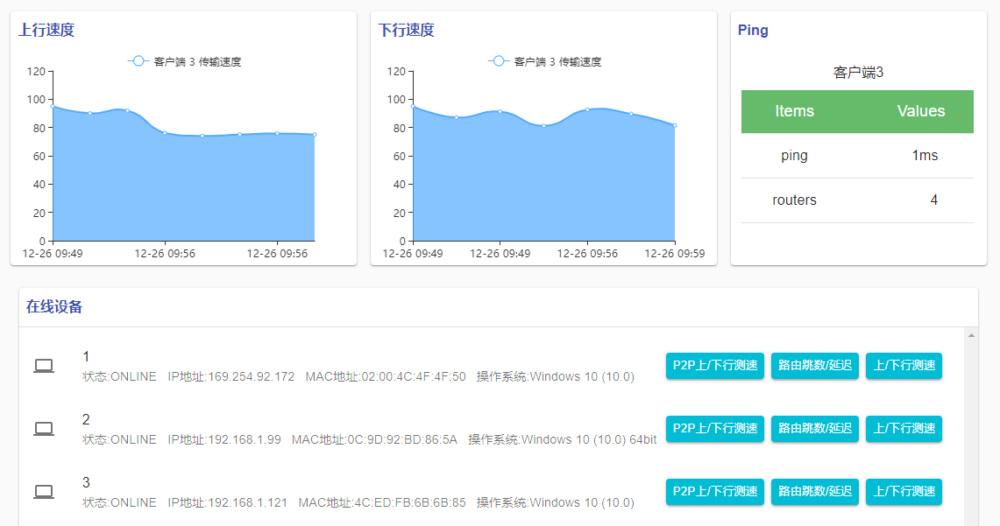 上行速度
客户端 3 传输速度
120
100
80
60
40
20
0
12-26 09:49 12-26 09:56 12-26 09:56
下行速度
客户端 3 传输速度
120
100
80
60
40
20
0
12-26 09:49 12-26 09:49 12-26 09:56 12-26 09:59
Ping
客户端3
Items Values
ping 1ms
routers 4
在线设备
1
状态:ONLINE IP地址:169.254.92.172 MAC地址:02:00:4C:4F:4F:50 操作系统:Windows 10 (10.0)
P2P上/下行测速 路由跳数/延迟 上/下行测速
2
状态:ONLINE IP地址:192.168.1.99 MAC地址:0C:9D:92:BD:86:5A 操作系统:Windows 10 (10.0) 64bit
P2P上/下行测速 路由跳数/延迟 上/下行测速
3
状态:ONLINE IP地址:192.168.1.121 MAC地址:4C:ED:FB:6B:6B:85 操作系统:Windows 10 (10.0)
P2P上/下行测速 路由跳数/延迟 上/下行测速